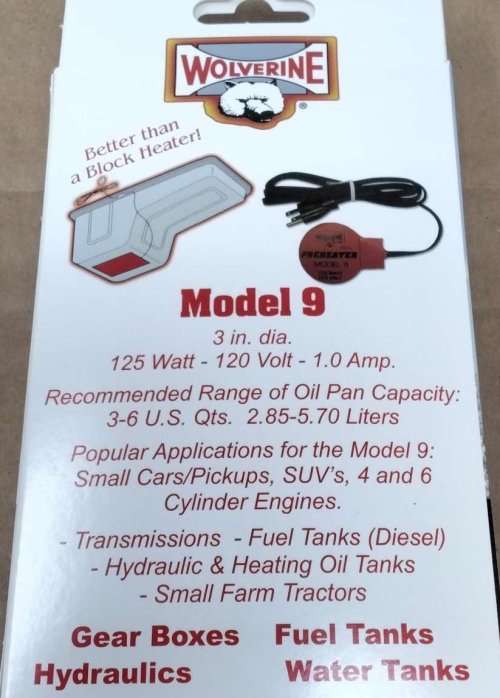 WOLVERINE
®
Better than
a Block Heater!
PREHEATER
MODEL 9
Model 9
3 in. dia.
125 Watt - 120 Volt - 1.0 Amp.
Recommended Range of Oil Pan Capacity:
3-6 U.S. Qts. 2.85-5.70 Liters
Popular Applications for the Model 9:
Small Cars/Pickups, SUV's, 4 and 6
Cylinder Engines.
- Transmissions - Fuel Tanks (Diesel)
- Hydraulic & Heating Oil Tanks
- Small Farm Tractors
Gear Boxes Fuel Tanks
Hydraulics Water Tanks